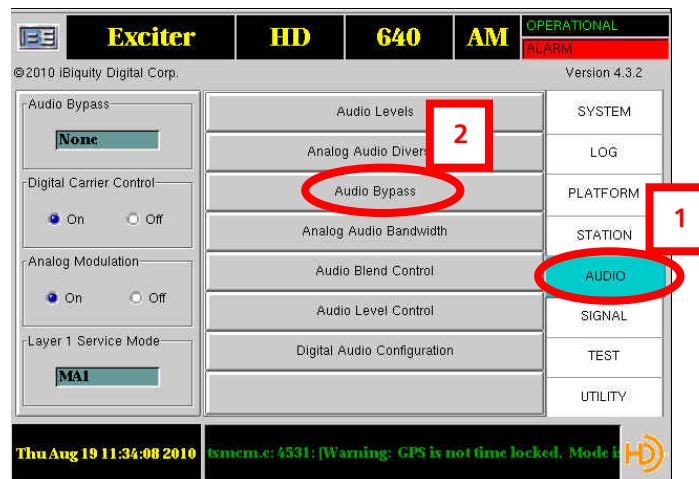 BE
Exciter
HD
640
AM
OPERATIONAL
ALARM
©2010 iBiquity Digital Corp.
Version 4.3.2
Audio Bypass
None
Digital Carrier Control
On
Off
Analog Modulation
On
Off
Layer 1 Service Mode
MA1
Audio Levels
2
Analog Audio Divers
Audio Bypass
Analog Audio Bandwidth
Audio Blend Control
Audio Level Control
Digital Audio Configuration
SYSTEM
LOG
PLATFORM
1
STATION
AUDIO
SIGNAL
TEST
UTILITY
Thu Aug 19 11:34:08 2010
tsmem.c: 4531: [Warning: GPS is not time locked. Mode i
HD